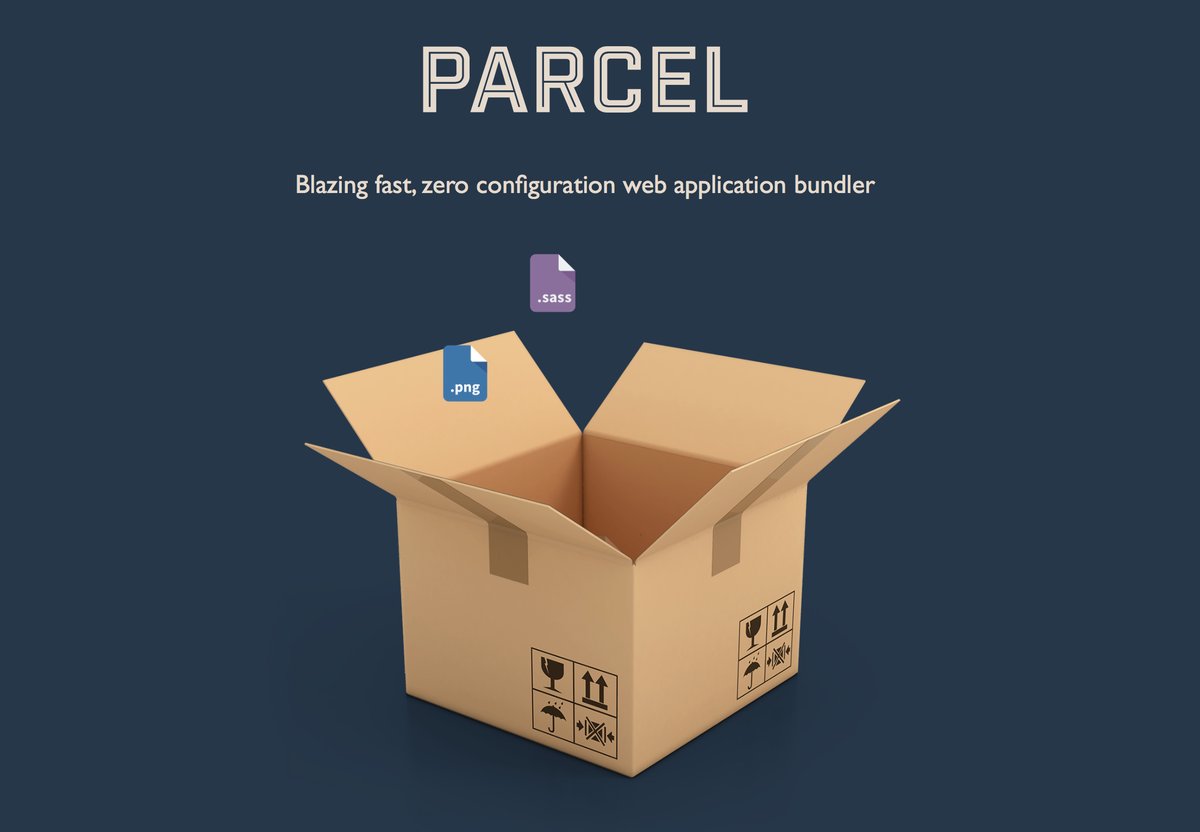 PARCEL
Blazing fast, zero configuration web application bundler
.sass
.png